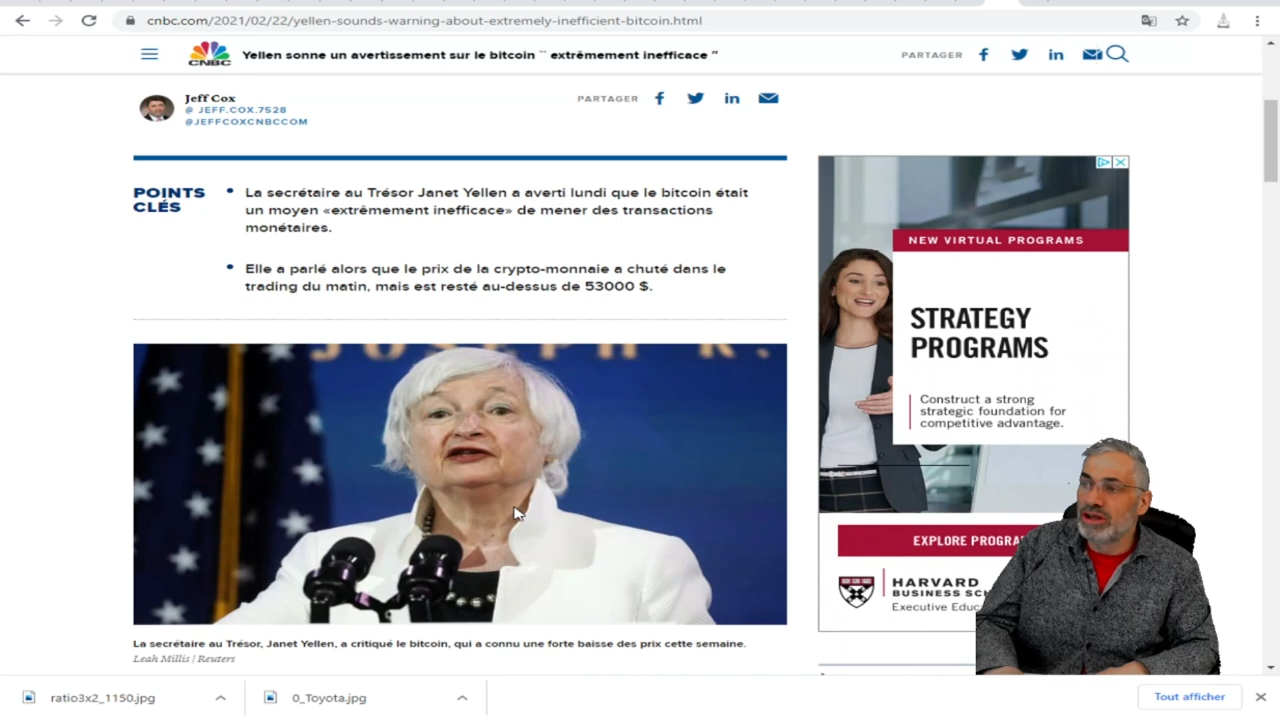 cnbc.com/2021/02/22/yellen-sounds-warning-about-extremely-inefficient-bitcoin.html
CNBC
Yellen sonne un avertissement sur le bitcoin `` extrêmement inefficace ''
PARTAGER
Jeff Cox
@ JEFF.COX.7528
@JEFFCOXCNBCCOM
PARTAGER
POINTS
CLÉS
La secrétaire au Trésor Janet Yellen a averti lundi que le bitcoin était
un moyen «extrêmement inefficace» de mener des transactions
monétaires.
Elle a parlé alors que le prix de la crypto-monnaie a chuté dans le
trading du matin, mais est resté au-dessus de 53000 $.
JOSEPH R.
La secrétaire au Trésor, Janet Yellen, a critiqué le bitcoin, qui a connu une forte baisse des prix cette semaine.
Leah Millis | Reuters
NEW VIRTUAL PROGRAMS
STRATEGY
PROGRAMS
Construct a strong
strategic foundation for
competitive advantage.
EXPLORE
HARVARD
BUSINESS
Executive
ratio3x2_1150.jpg
0_Toyota.jpg
Tout afficher